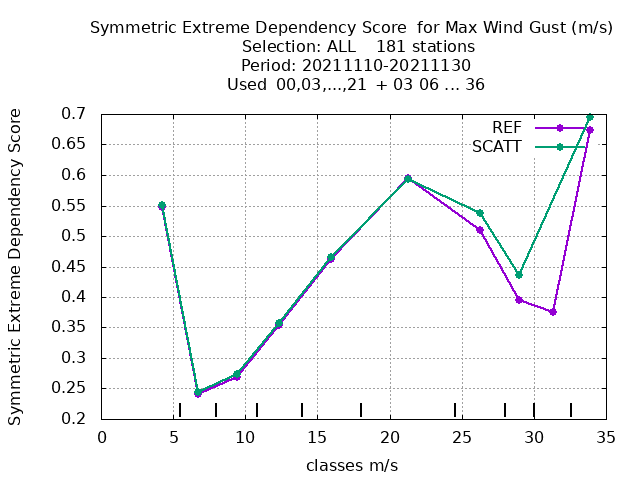 Symmetric Extreme Dependency Score  for Max Wind Gust (m/s)
Selection: ALL    181 stations
Period: 20211110-20211130
Used  00,03,...,21  + 03 06 ... 36
Symmetric Extreme Dependency Score
0.7
0.65
0.6
0.55
0.5
0.45
0.4
0.35
0.3
0.25
0.2
REF
SCATT
0 5 10 15 20 25 30 35
classes m/s